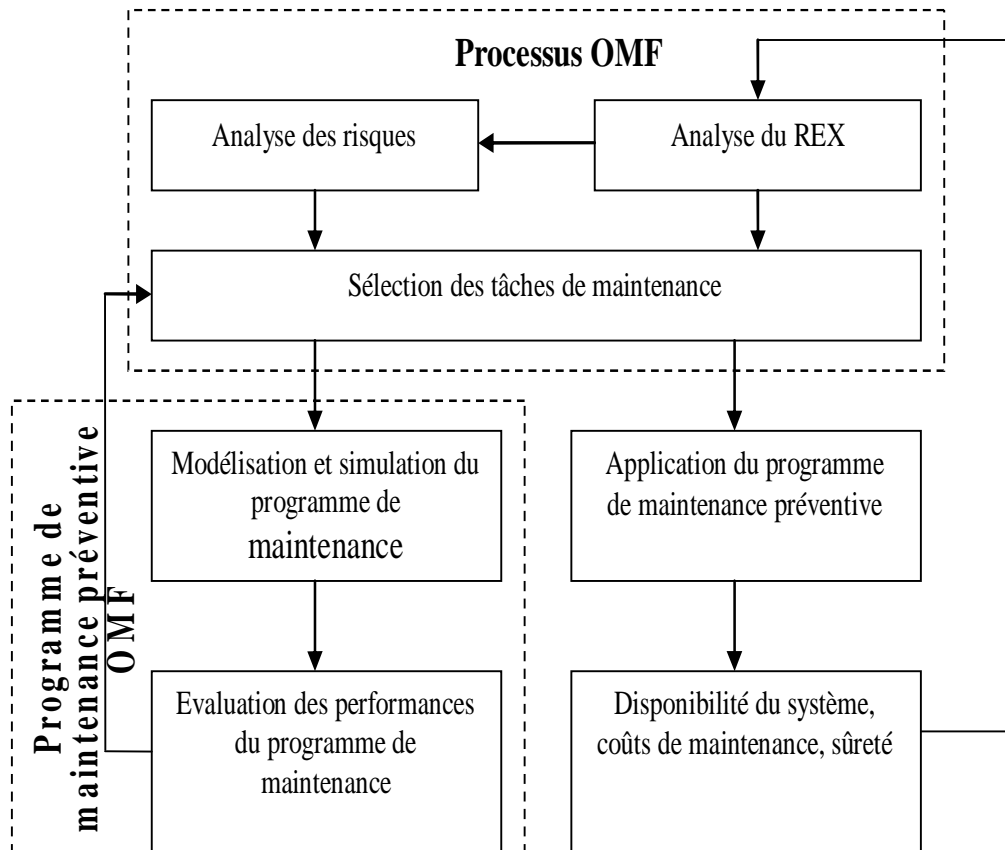 Processus OMF
Analyse des risques
Analyse du REX
Sélection des tâches de maintenance
Programme de
maintenance préventive
OMF
Modélisation et simulation du
programme de
maintenance
Application du programme
de maintenance préventive
Evaluation des performances
du programme de
maintenance
Disponibilité du système,
coûts de maintenance, sûreté